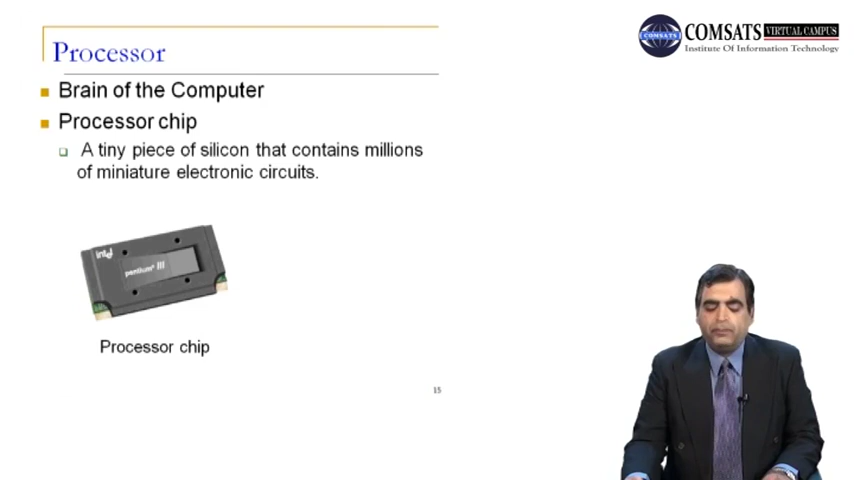 Processor
COMSATS VIRTUAL CAMPUS
COMSATS
Institute Of Information Technology
Brain of the Computer
Processor chip
A tiny piece of silicon that contains millions
of miniature electronic circuits.
intel
pentium III
Processor chip
15